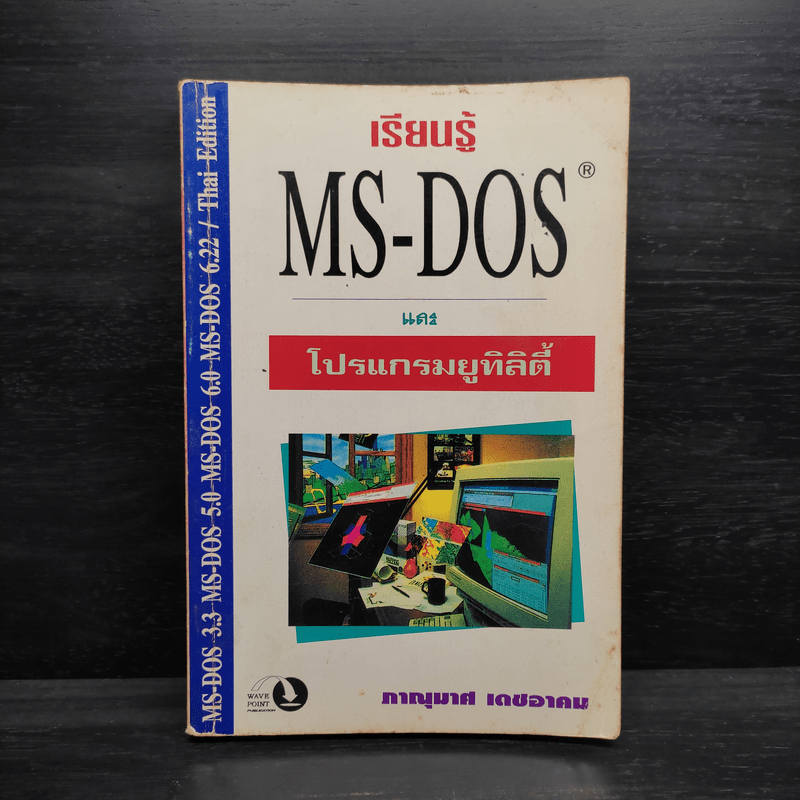 เรียนรู้
MS-DOS®
และ
โปรแกรมยูทิลิตี้
MS-DOS 3.3 MS-DOS 5.0 MS-DOS 6.0 MS-DOS 6.22 / Thai Edition
WAVE
POINT
PUBLICATION
ภาณุมาศ เดชอาคม